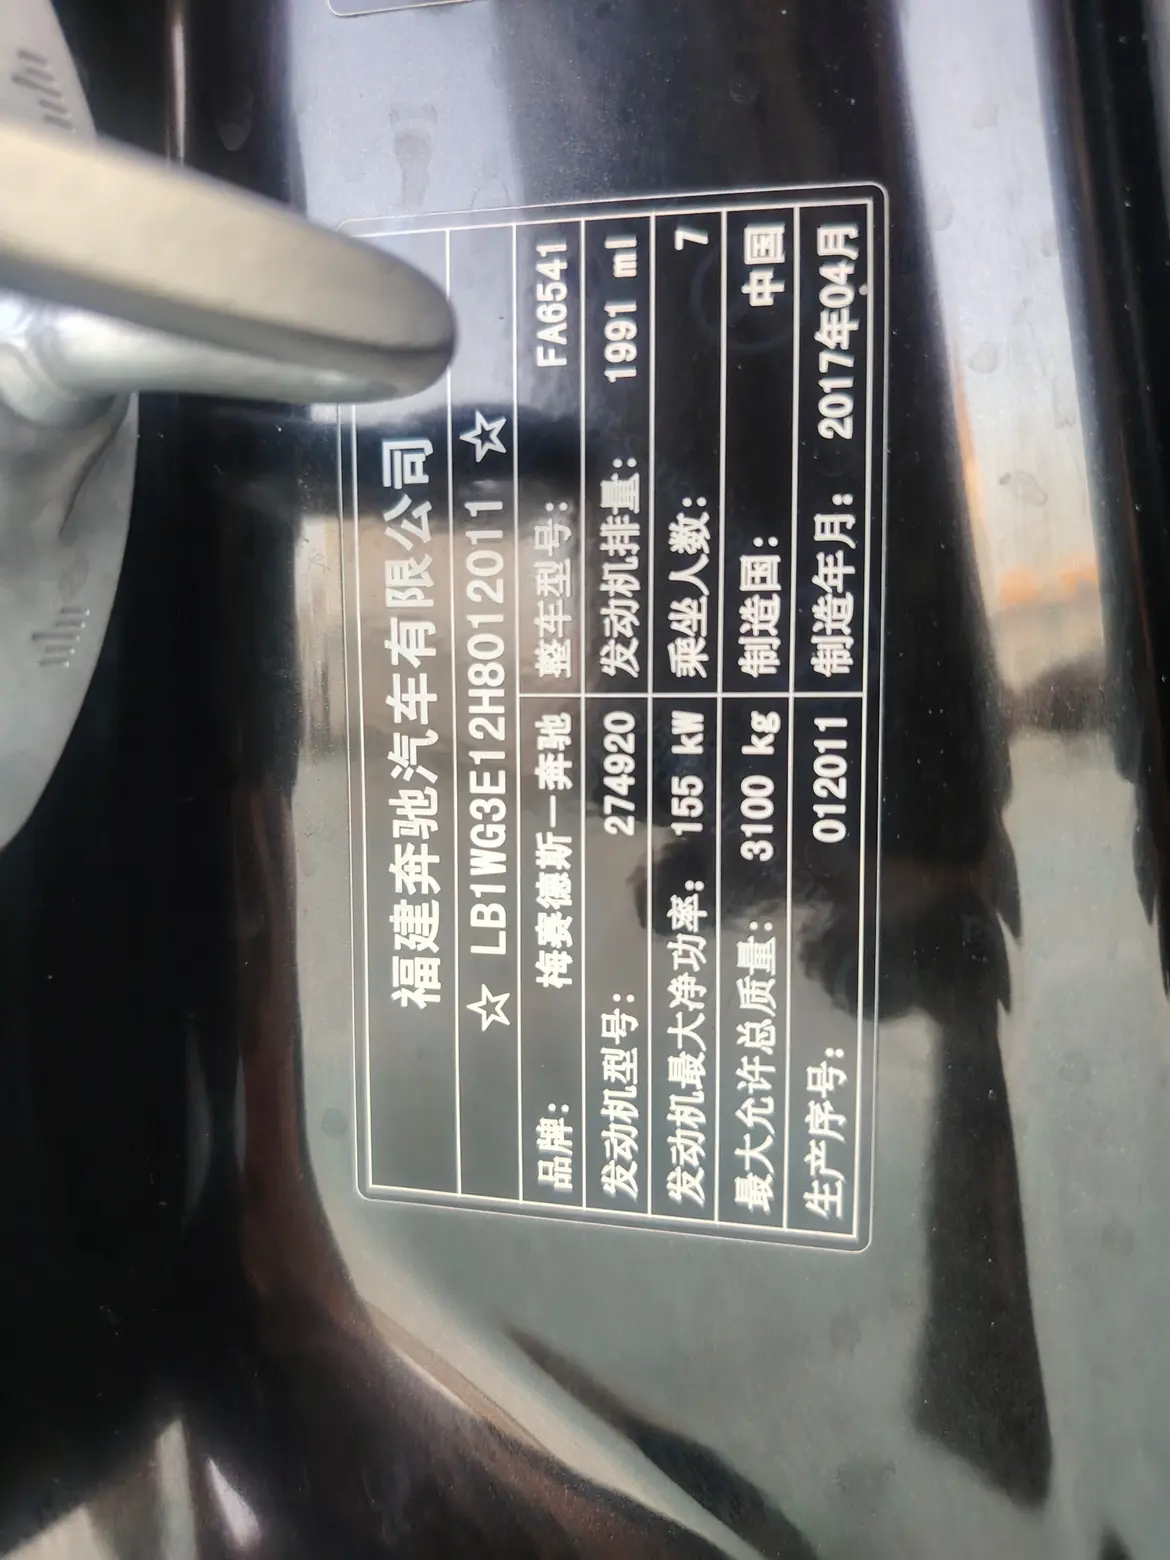 福建奔驰汽车有限公司
☆ LB1WG3E12H8012011 ☆
品牌: 梅赛德斯一奔驰 整车型号: FA6541
发动机型号: 274920 发动机排量: 1991 ml
发动机最大净功率: 155 kW 乘坐人数: 7
最大允许总质量: 3100 kg 制造国: 中国
生产序号: 012011 制造年月: 2017年04月